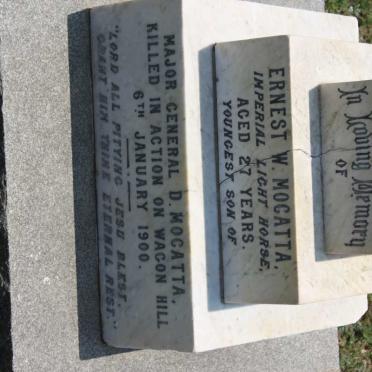 In Loving Memory
OF
ERNEST W. MOCATTA,
IMPERIAL LIGHT HORSE,
AGED 27 YEARS.
YOUNGEST SON OF
MAJOR GENERAL D. MOCATTA,
KILLED IN ACTION ON WAGON HILL
6TH JANUARY 1900.
"LORD ALL PITYING JESU BLEST,
GRANT HIM THINE ETERNAL REST."